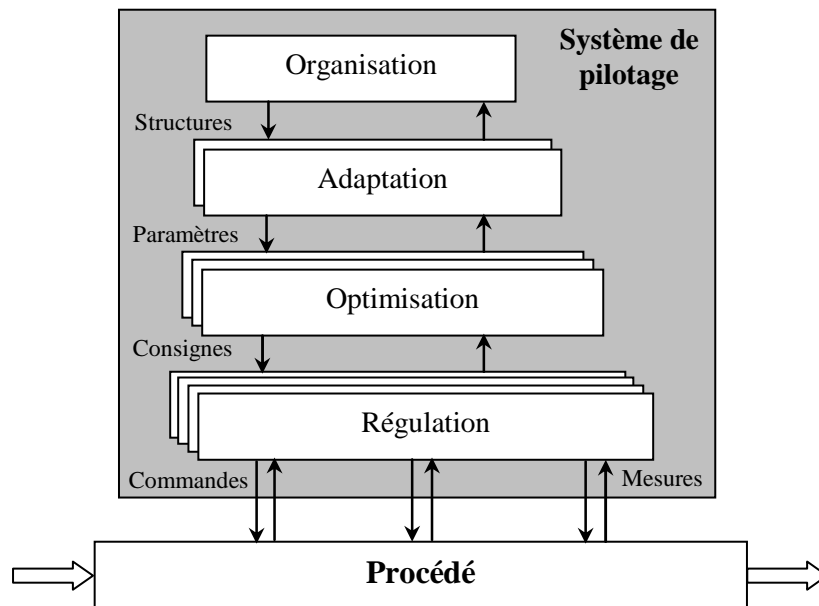 Système de
pilotage
Organisation
Structures
Adaptation
Paramètres
Optimisation
Consignes
Régulation
Commandes
Mesures
Procédé